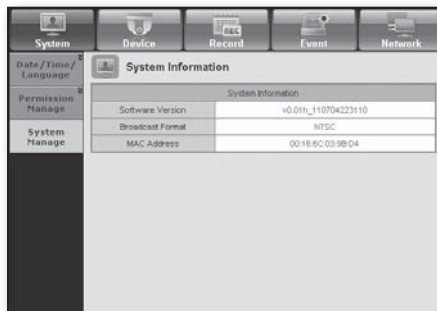 System Device Record Event Network
REC
Date/Time/
Language
Permission
Manage
System
Manage
System Information
System Information
Software Version v0.01h_110704223110
Broadcast Format NTSC
MAC Address 00:16:6C:03:9B:D4